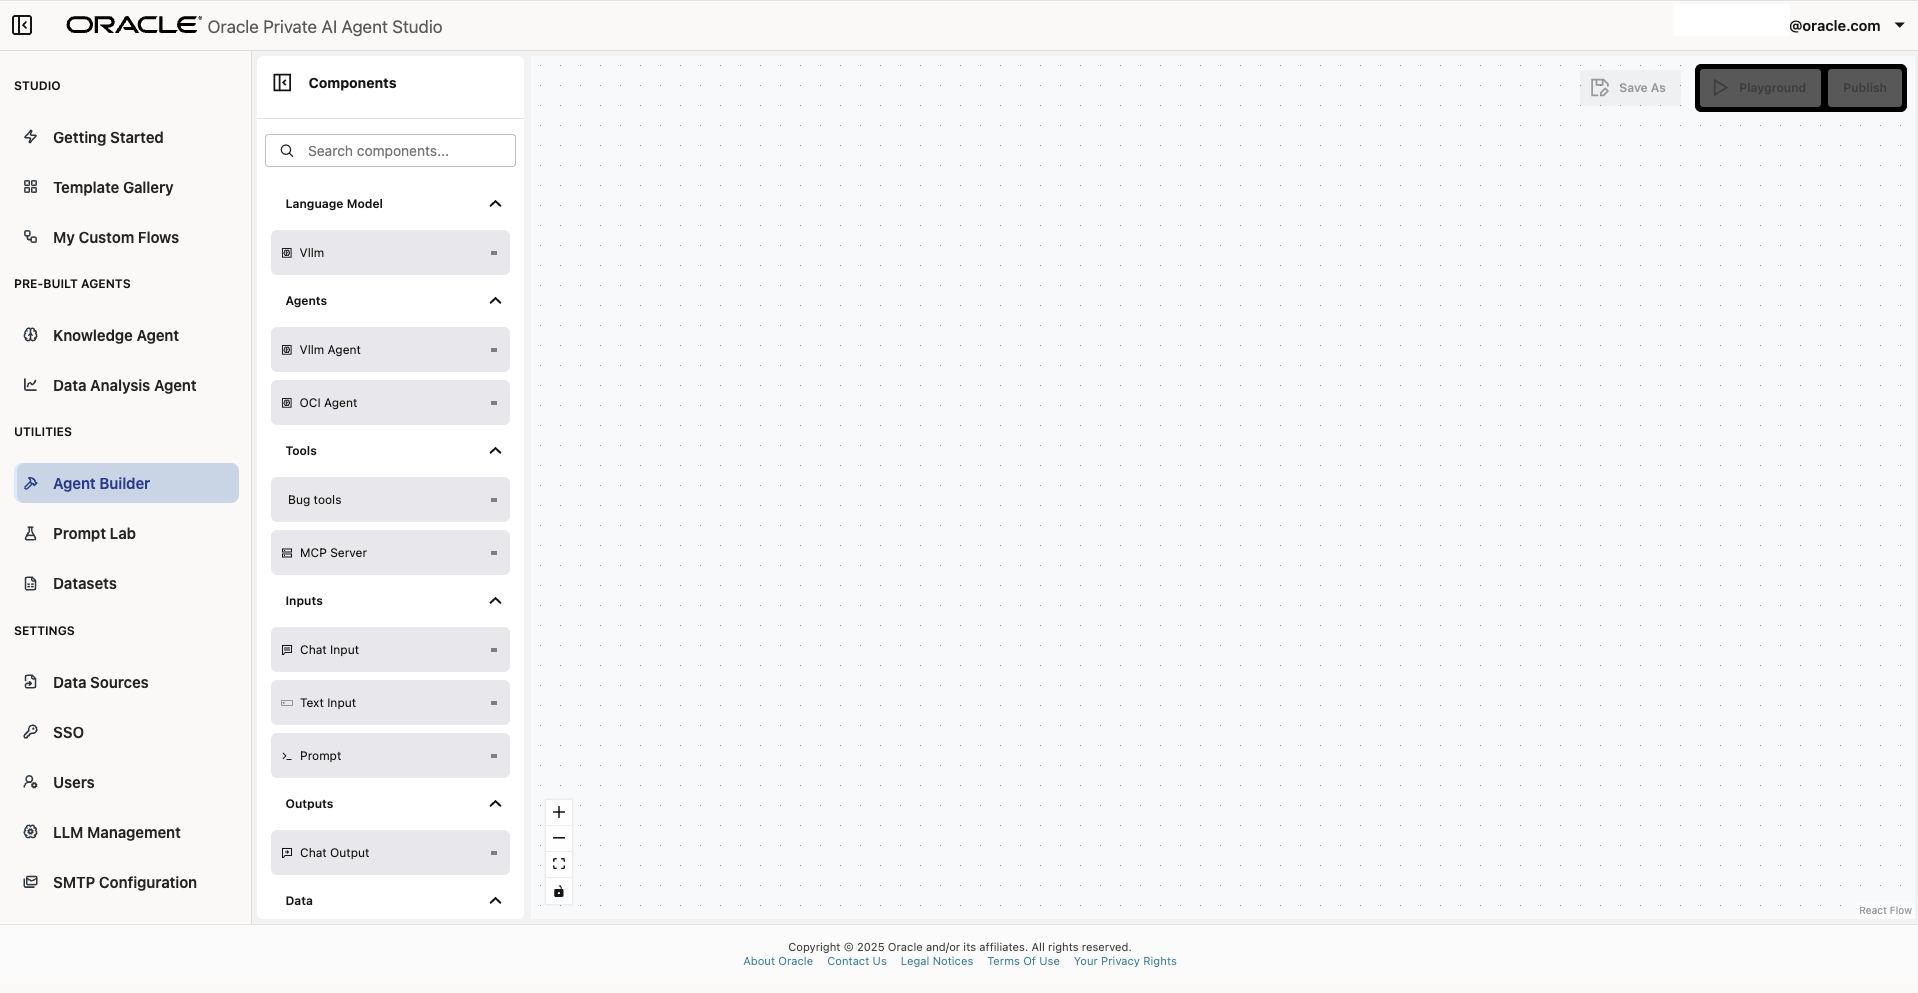 ORACLE Oracle Private AI Agent Studio
@oracle.com
STUDIO
Getting Started
Template Gallery
My Custom Flows
PRE-BUILT AGENTS
Knowledge Agent
Data Analysis Agent
UTILITIES
Agent Builder
Prompt Lab
Datasets
SETTINGS
Data Sources
SSO
Users
LLM Management
SMTP Configuration
Components
Search components...
Language Model
Vllm
Agents
Vllm Agent
OCI Agent
Tools
Bug tools
MCP Server
Inputs
Chat Input
Text Input
Prompt
Outputs
Chat Output
Data
Save As
Playground
Publish
React Flow
Copyright © 2025 Oracle and/or its affiliates. All rights reserved.
About Oracle Contact Us Legal Notices Terms Of Use Your Privacy Rights